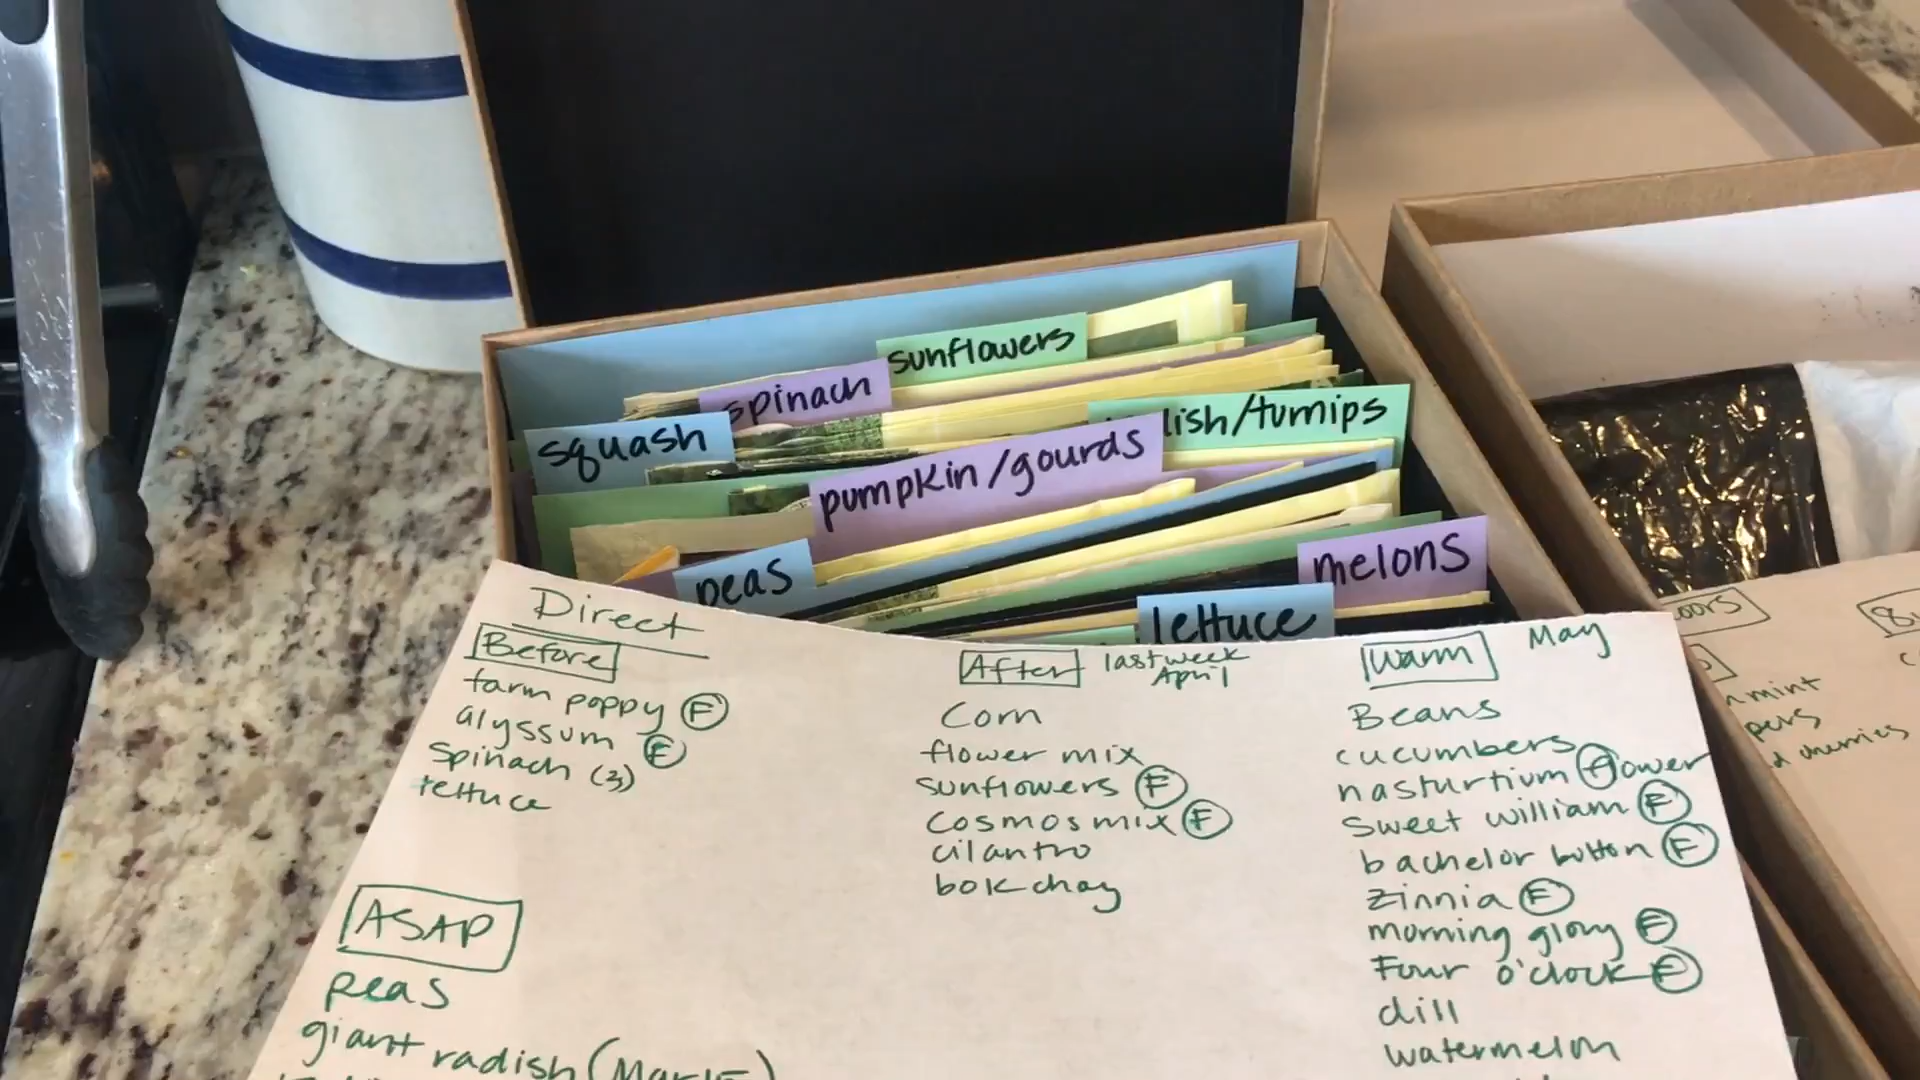 sunflowers
spinach
squash
lish/turnips
pumpkin/gourds
peas
melons
lettuce
Direct
Before
farm poppy F
alyssum F
spinach (3)
lettuce
ASAP
peas
giant radish
After last week April
Corn
flower mix
sunflowers F
cosmos mix F
cilantro
bok choy
Warm May
Beans
cucumbers
nasturtium flower
sweet william F
bachelor button F
zinnia F
morning glory F
Four o'clock F
dill
watermelon
mint